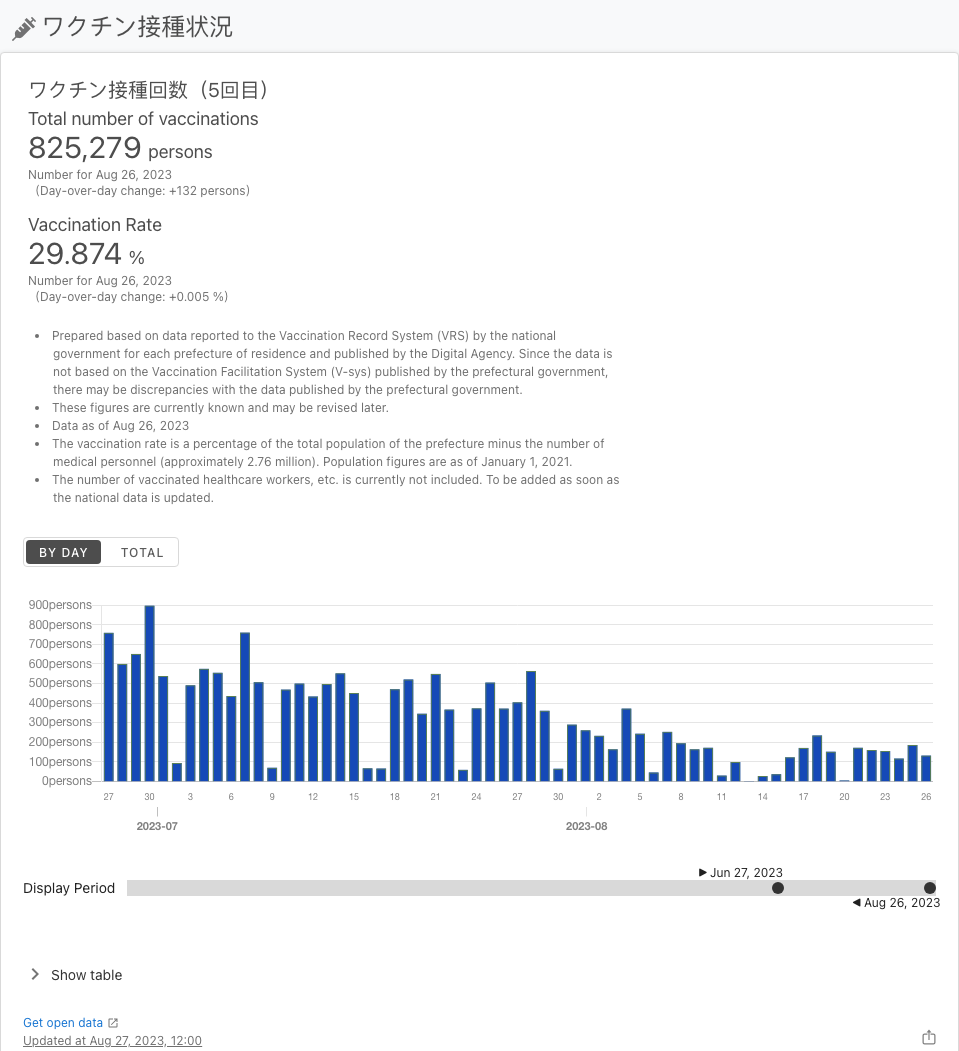 ワクチン接種状況
ワクチン接種回数（5回目）
Total number of vaccinations
825,279 persons
Number for Aug 26, 2023
(Day-over-day change: +132 persons)
Vaccination Rate
29.874 %
Number for Aug 26, 2023
(Day-over-day change: +0.005 %)
• Prepared based on data reported to the Vaccination Record System (VRS) by the national
government for each prefecture of residence and published by the Digital Agency. Since the data is
not based on the Vaccination Facilitation System (V-sys) published by the prefectural government,
there may be discrepancies with the data published by the prefectural government.
• These figures are currently known and may be revised later.
• Data as of Aug 26, 2023
• The vaccination rate is a percentage of the total population of the prefecture minus the number of
medical personnel (approximately 2.76 million). Population figures are as of January 1, 2021.
• The number of vaccinated healthcare workers, etc. is currently not included. To be added as soon as
the national data is updated.
BY DAY TOTAL
900persons
800persons
700persons
600persons
500persons
400persons
300persons
200persons
100persons
0persons
27 30 3 6 9 12 15 18 21 24 27 30 2 5 8 11 14 17 20 23 26
2023-07 2023-08
▶ Jun 27, 2023
Display Period
◀ Aug 26, 2023
Show table
Get open data
Updated at Aug 27, 2023, 12:00